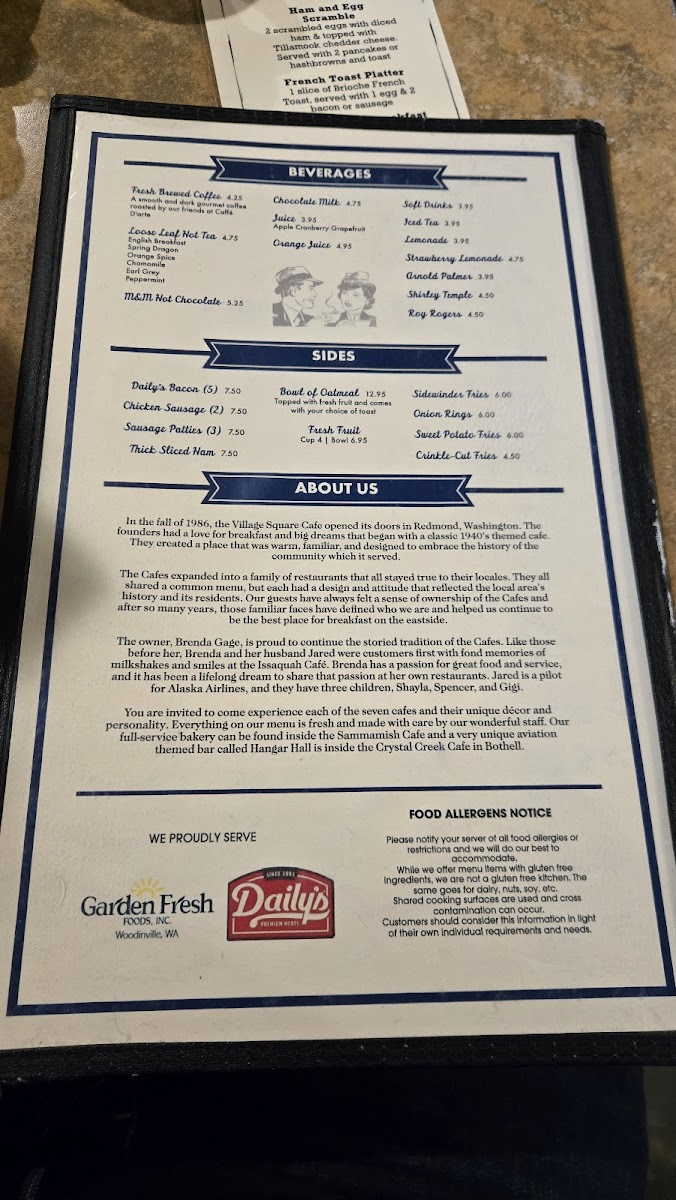 Ham and Egg
Scramble
2 scrambled eggs with diced
ham & topped with
Tillamook chedder cheese.
Served with 2 pancakes or
hashbrowns and toast
French Toast Platter
1 slice of Brioche French
Toast, served with 1 egg & 2
bacon or sausage
BEVERAGES
Fresh Brewed Coffee 4.25
A smooth and dark gourmet coffee
roasted by our friends at Caffé
D'arte
Loose Leaf Hot Tea 4.75
English Breakfast
Spring Dragon
Orange Spice
Chamomile
Earl Grey
Peppermint
M&M Hot Chocolate 5.25
Chocolate Milk 4.75
Juice 3.95
Apple Cranberry Grapefruit
Orange Juice 4.95
Soft Drinks 3.95
Iced Tea 3.95
Lemonade 3.95
Strawberry Lemonade 4.75
Arnold Palmer 3.95
Shirley Temple 4.50
Roy Rogers 4.50
SIDES
Daily's Bacon (5) 7.50
Chicken Sausage (2) 7.50
Sausage Patties (3) 7.50
Thick Sliced Ham 7.50
Bowl of Oatmeal 12.95
Topped with fresh fruit and comes
with your choice of toast
Fresh Fruit
Cup 4 | Bowl 6.95
Sidewinder Fries 6.00
Onion Rings 6.00
Sweet Potato Fries 6.00
Crinkle-Cut Fries 4.50
ABOUT US
In the fall of 1986, the Village Square Cafe opened its doors in Redmond, Washington. The
founders had a love for breakfast and big dreams that began with a classic 1940's themed cafe.
They created a place that was warm, familiar, and designed to embrace the history of the
community which it served.
The Cafes expanded into a family of restaurants that all stayed true to their locales. They all
shared a common menu, but each had a design and attitude that reflected the local area's
history and its residents. Our guests have always felt a sense of ownership of the Cafes and
after so many years, those familiar faces have defined who we are and helped us continue to
be the best place for breakfast on the eastside.
The owner, Brenda Gage, is proud to continue the storied tradition of the Cafes. Like those
before her, Brenda and her husband Jared were customers first with fond memories of
milkshakes and smiles at the Issaquah Café. Brenda has a passion for great food and service,
and it has been a lifelong dream to share that passion at her own restaurants. Jared is a pilot
for Alaska Airlines, and they have three children, Shayla, Spencer, and Gigi.
You are invited to come experience each of the seven cafes and their unique décor and
personality. Everything on our menu is fresh and made with care by our wonderful staff. Our
full-service bakery can be found inside the Sammamish Cafe and a very unique aviation
themed bar called Hangar Hall is inside the Crystal Creek Cafe in Bothell.
WE PROUDLY SERVE
Garden Fresh
FOODS, INC.
Woodinville, WA
SINCE 1893
Daily's
PREMIUM MEATS
FOOD ALLERGENS NOTICE
Please notify your server of all food allergies or
restrictions and we will do our best to
accommodate.
While we offer menu items with gluten free
ingredients, we are not a gluten free kitchen. The
same goes for dairy, nuts, soy, etc.
Shared cooking surfaces are used and cross
contamination can occur.
Customers should consider this information in light
of their own individual requirements and needs.